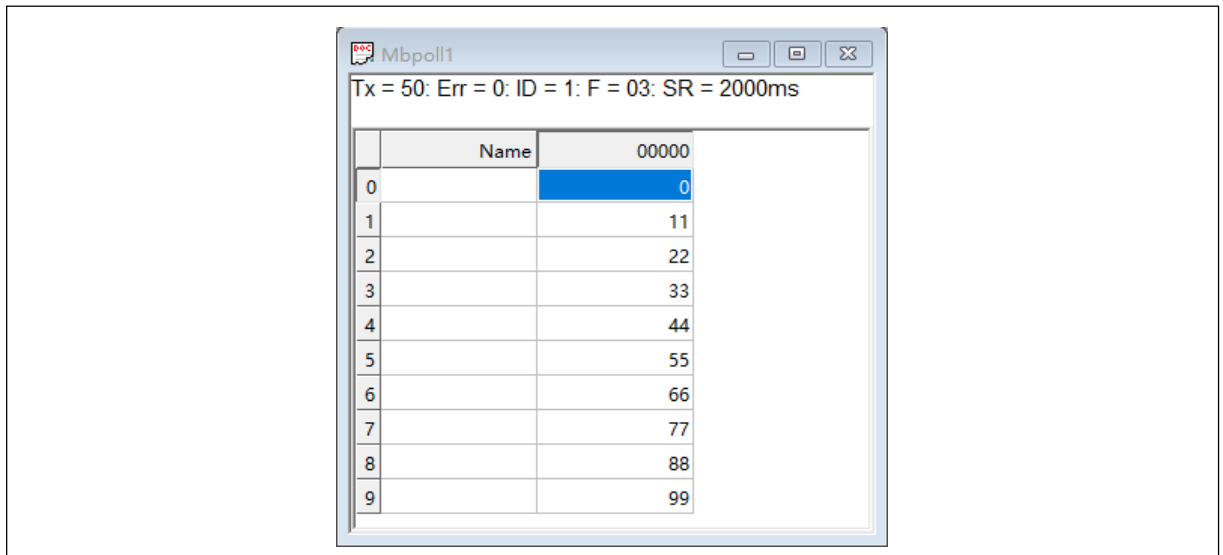 DOC
Mbpoll1
Tx = 50: Err = 0: ID = 1: F = 03: SR = 2000ms
Name 00000
0 0
1 11
2 22
3 33
4 44
5 55
6 66
7 77
8 88
9 99